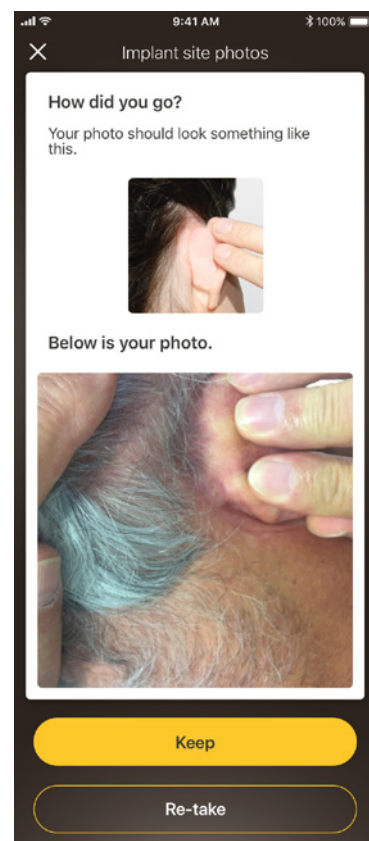 9:41 AM
100%
Implant site photos
How did you go?
Your photo should look something like
this.
Below is your photo.
Keep
Re-take